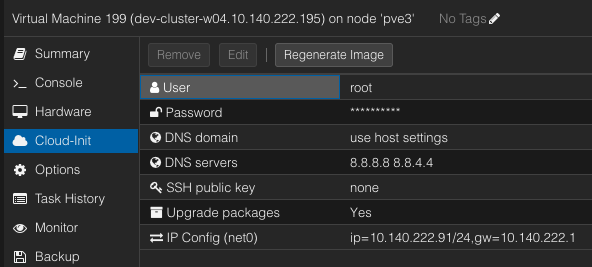 Virtual Machine 199 (dev-cluster-w04.10.140.222.195) on node 'pve3' No Tags
Summary
Console
Hardware
Cloud-Init
Options
Task History
Monitor
Backup
Remove Edit Regenerate Image
User root
Password **********
DNS domain use host settings
DNS servers 8.8.8.8 8.8.4.4
SSH public key none
Upgrade packages Yes
IP Config (net0) ip=10.140.222.91/24,gw=10.140.222.1